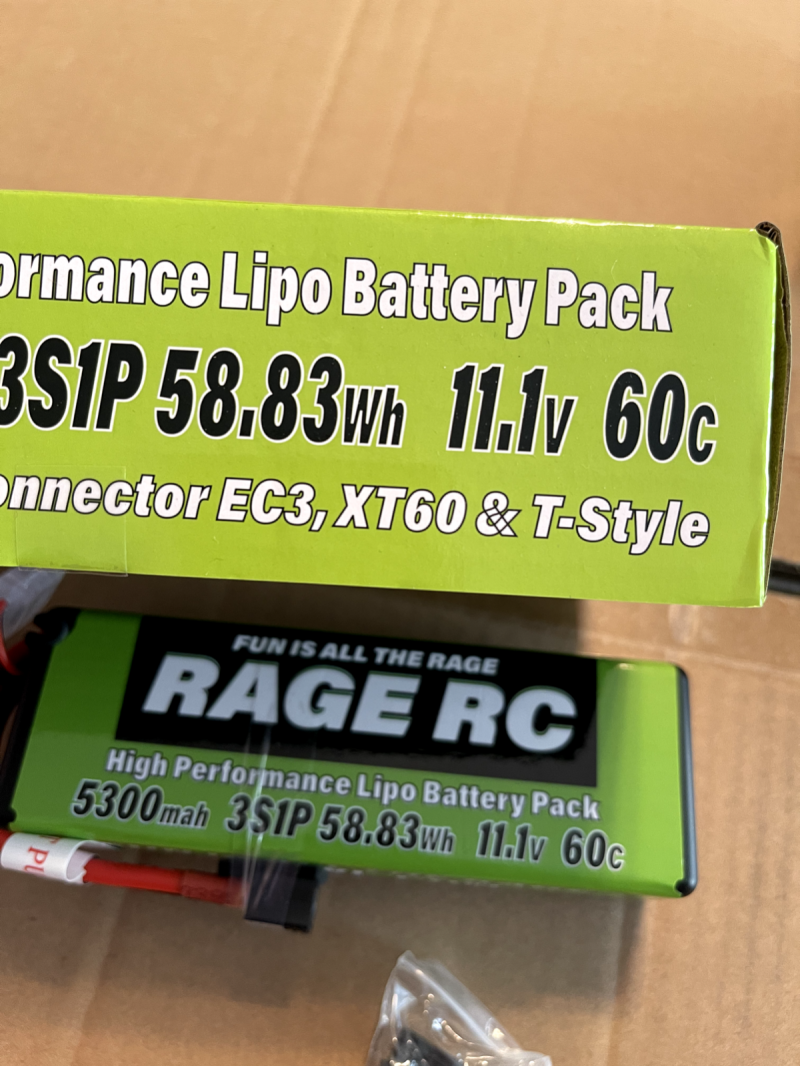 ormance Lipo Battery Pack
3S1P 58.83Wh 11.1v 60c
onnector EC3, XT60 & T-Style
FUN IS ALL THE RAGE
RAGE RC
High Performance Lipo Battery Pack
5300mah 3S1P 58.83Wh 11.1v 60c